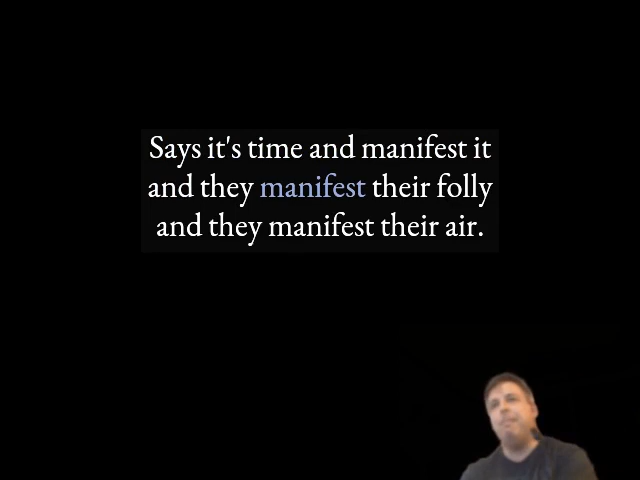 Says it's time and manifest it
and they manifest their folly
and they manifest their air.